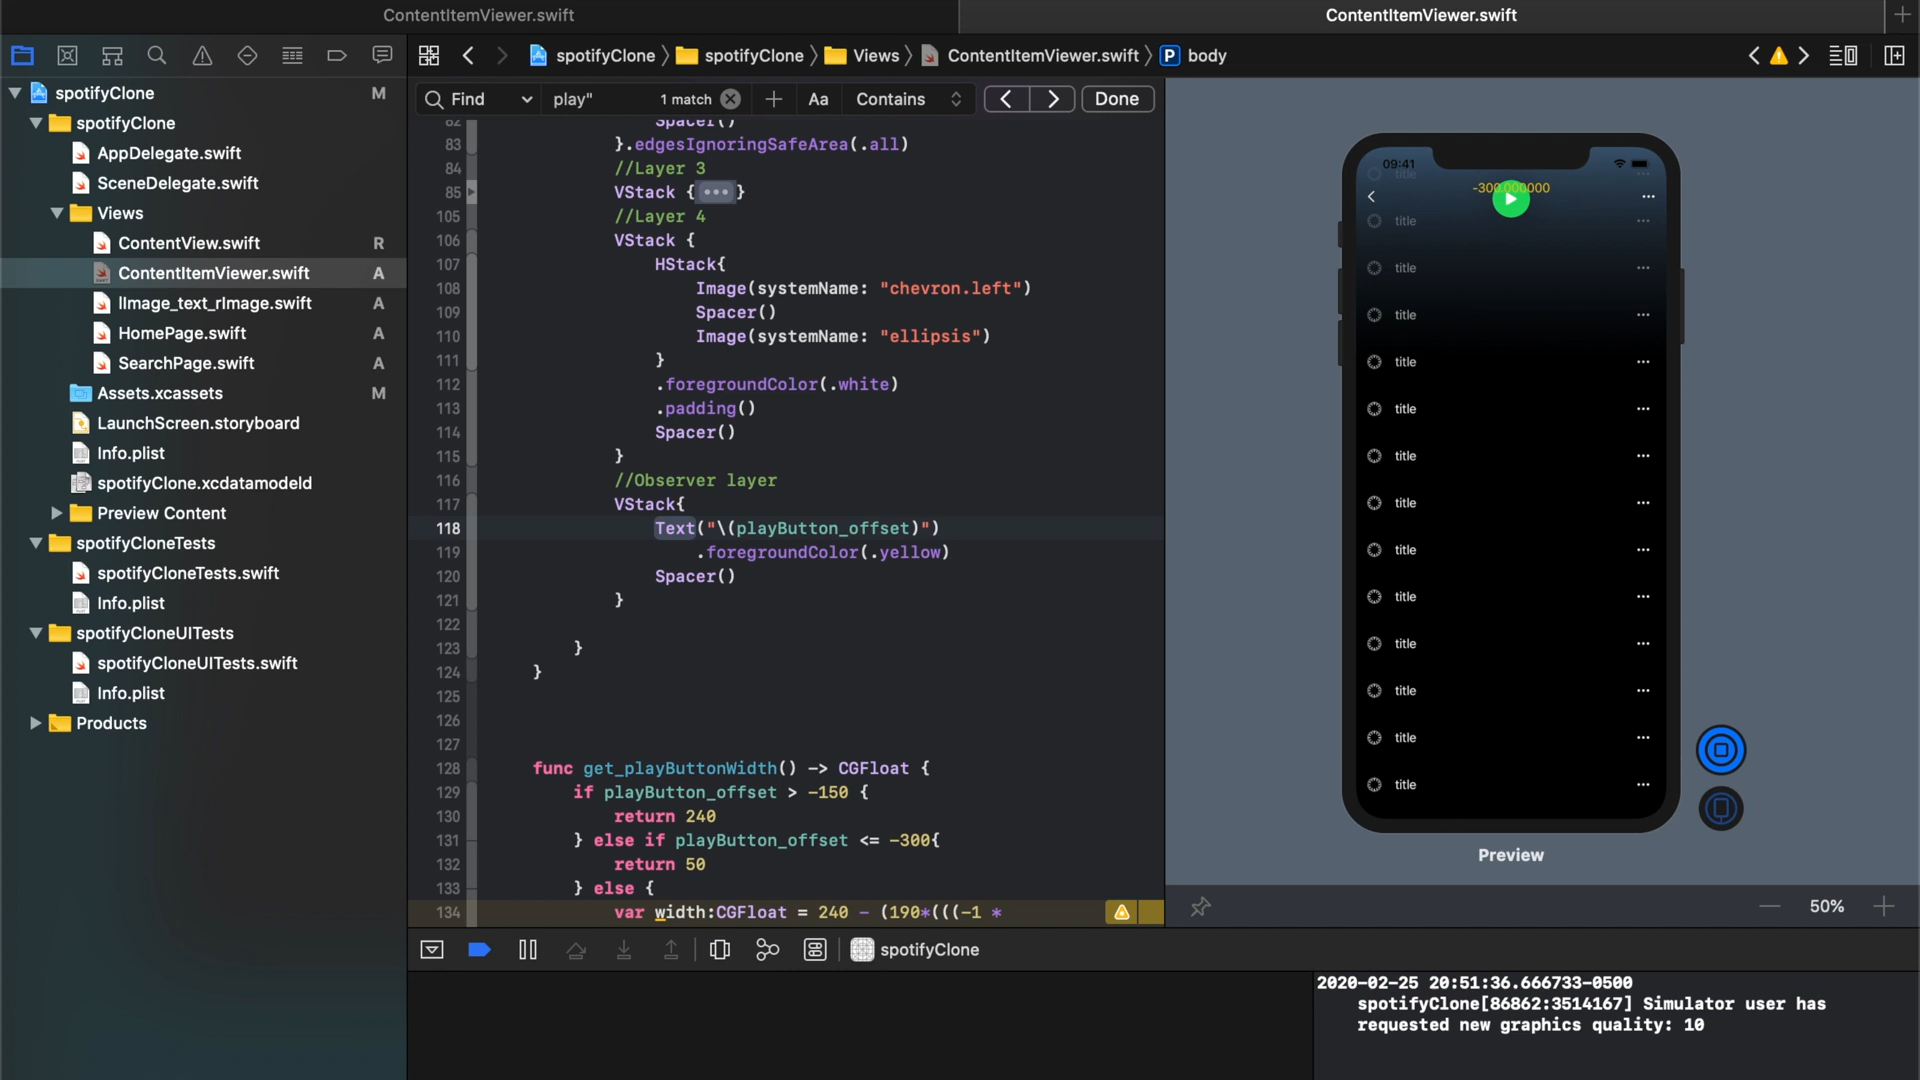 ContentItemViewer.swift
ContentItemViewer.swift
spotifyClone
spotifyClone
Views
ContentItemViewer.swift
P
body
spotifyClone M
spotifyClone
AppDelegate.swift
SceneDelegate.swift
Views
ContentView.swift R
ContentItemViewer.swift A
lImage_text_rImage.swift A
HomePage.swift A
SearchPage.swift A
Assets.xcassets M
LaunchScreen.storyboard
Info.plist
spotifyClone.xcdatamodeld
Preview Content
spotifyCloneTests
spotifyCloneTests.swift
Info.plist
spotifyCloneUITests
spotifyCloneUITests.swift
Info.plist
Products
Find play" 1 match Aa Contains Done
82 Spacer()
83 }.edgesIgnoringSafeArea(.all)
84 //Layer 3
85 VStack {•••}
105 //Layer 4
106 VStack {
107 HStack{
108 Image(systemName: "chevron.left")
109 Spacer()
110 Image(systemName: "ellipsis")
111 }
112 .foregroundColor(.white)
113 .padding()
114 Spacer()
115 }
116 //Observer layer
117 VStack{
118 Text("\(playButton_offset)")
119 .foregroundColor(.yellow)
120 Spacer()
121 }
122
123 }
124 }
125
126
127
128 func get_playButtonWidth() -> CGFloat {
129 if playButton_offset > -150 {
130 return 240
131 } else if playButton_offset <= -300{
132 return 50
133 } else {
134 var width:CGFloat = 240 - (190*(((-1 *
09:41
title
-300.000000
title
title
title
title
title
title
title
title
title
title
title
title
title
Preview
50%
spotifyClone
2020-02-25 20:51:36.666733-0500
spotifyClone[86862:3514167] Simulator user has
requested new graphics quality: 10